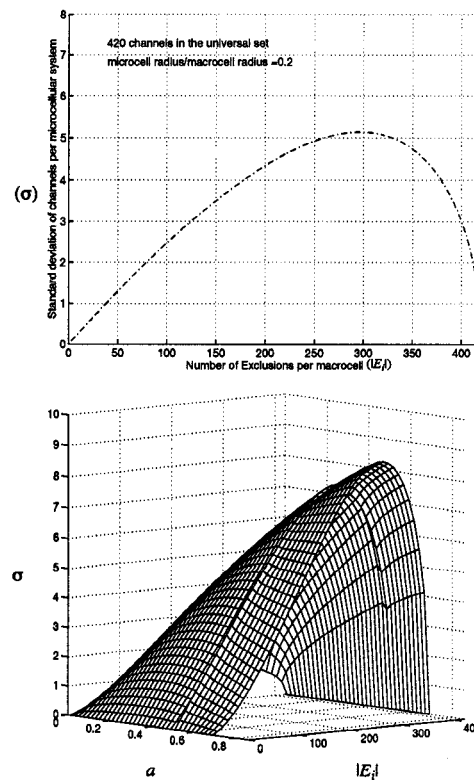 8
420 channels in the universal set
microcell radius/macrocell radius =0.2
7
6
5
4
3
2
1
0
(σ)
Standard deviation of channels per microcellular system
0 50 100 150 200 250 300 350 400
Number of Exclusions per macrocell (|Ei|)
10
9
8
7
6
5
4
3
2
1
0
σ
0.2 0.4 0.6 0.8
a
0 100 200 300 40
|Ei|